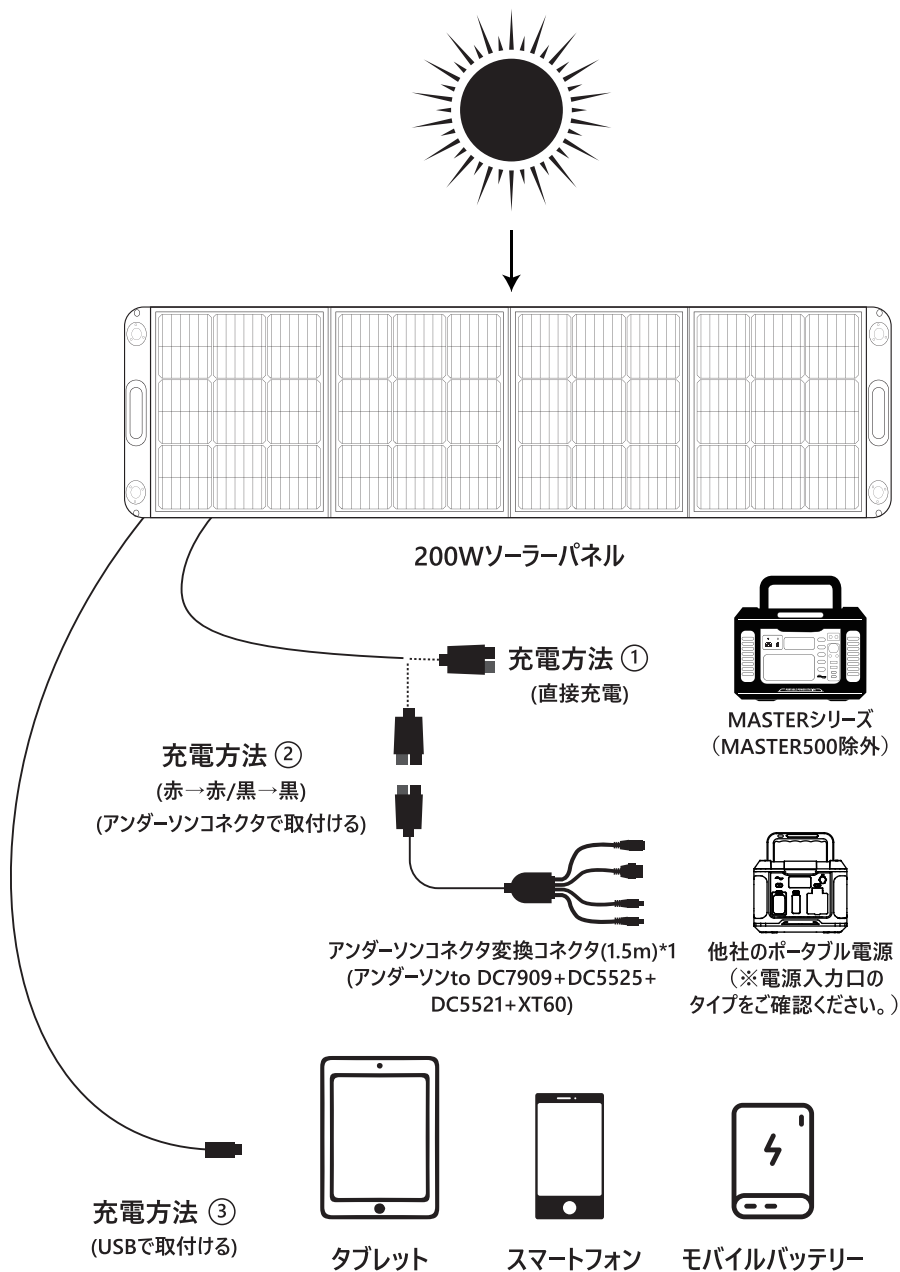 200Wソーラーパネル
充電方法 ①
(直接充電)
MASTERシリーズ
（MASTER500除外）
充電方法 ②
(赤→赤/黒→黒)
(アンダーソンコネクタで取付ける)
アンダーソンコネクタ変換コネクタ(1.5m)*1
(アンダーソンto DC7909+DC5525+
DC5521+XT60)
他社のポータブル電源
（※電源入力口の
タイプをご確認ください。）
充電方法 ③
(USBで取付ける)
タブレット
スマートフォン
モバイルバッテリー